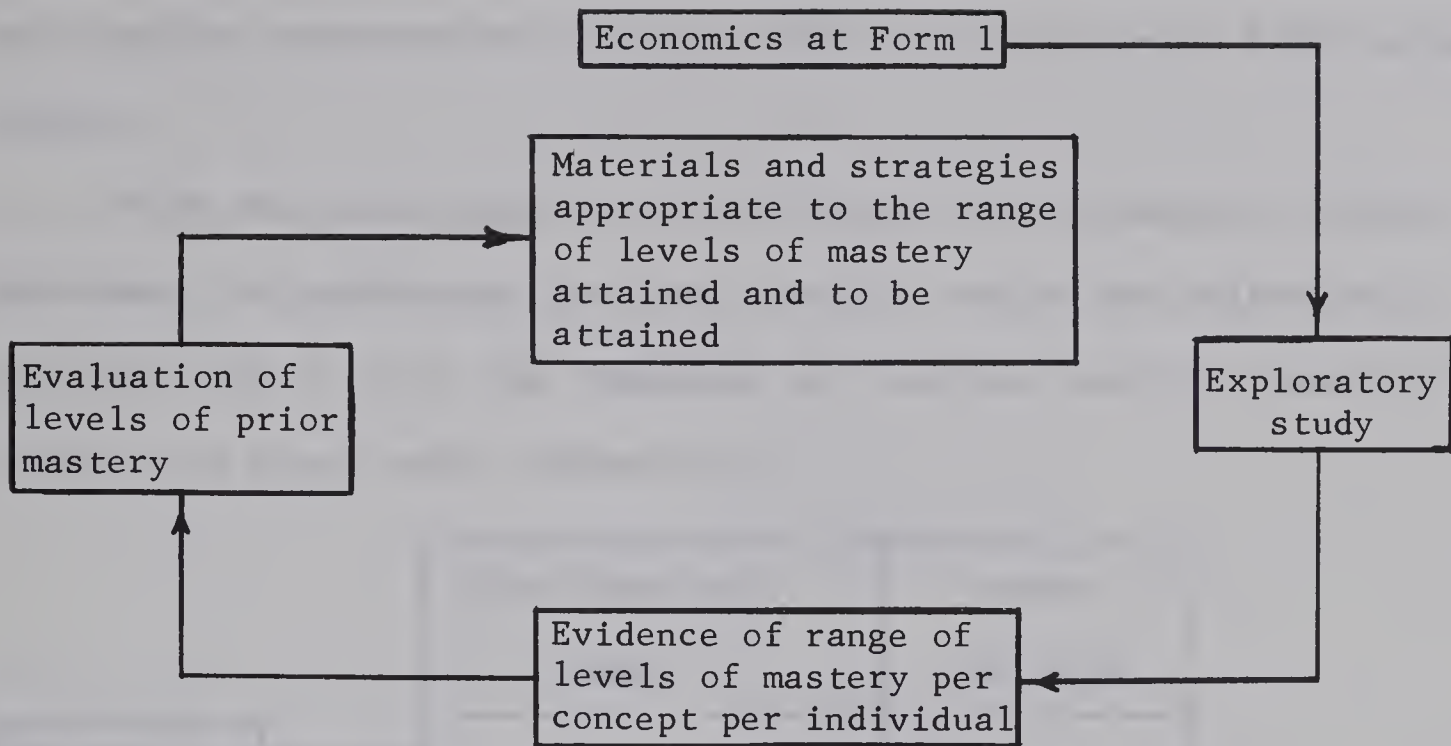 Economics at Form 1
Materials and strategies
appropriate to the range
of levels of mastery
attained and to be
attained
Evaluation of
levels of prior
mastery
Exploratory
study
Evidence of range of
levels of mastery per
concept per individual